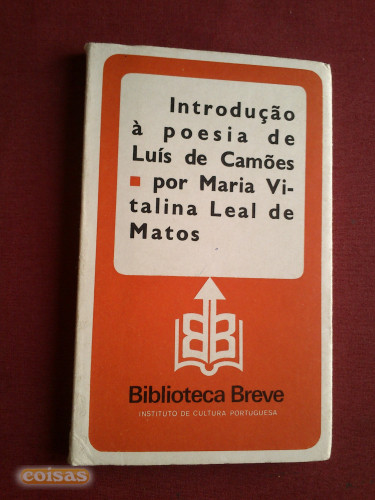 Introdução
à poesia de
Luís de Camões
por Maria Vi-
talina Leal de
Matos
BB
Biblioteca Breve
INSTITUTO DE CULTURA PORTUGUESA
coisas